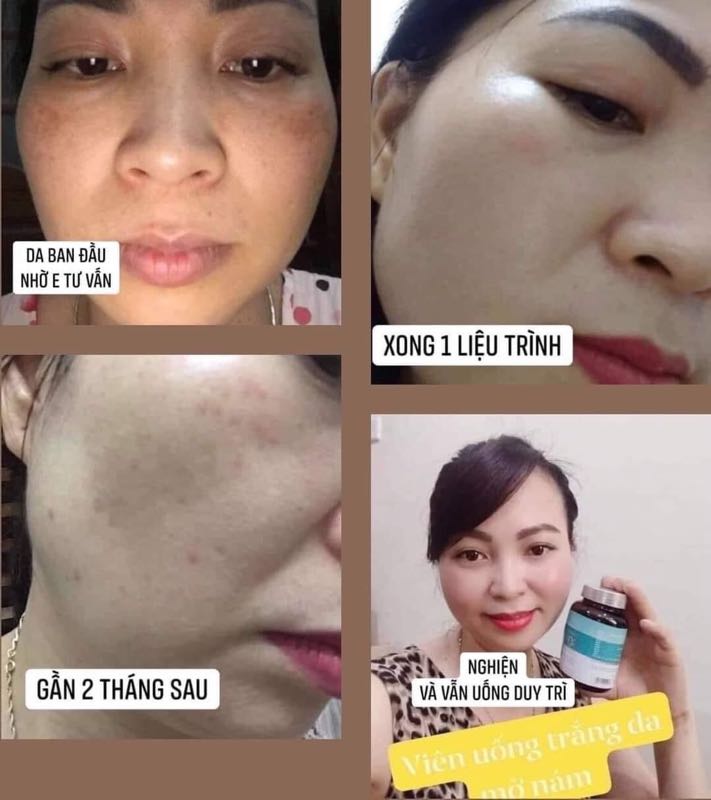 DA BAN ĐẦU
NHỜ E TƯ VẤN
XONG 1 LIỆU TRÌNH
GẦN 2 THÁNG SAU
NGHIỆN
VÀ VẪN UỐNG DUY TRÌ
Viên uống trắng da
mờ nám